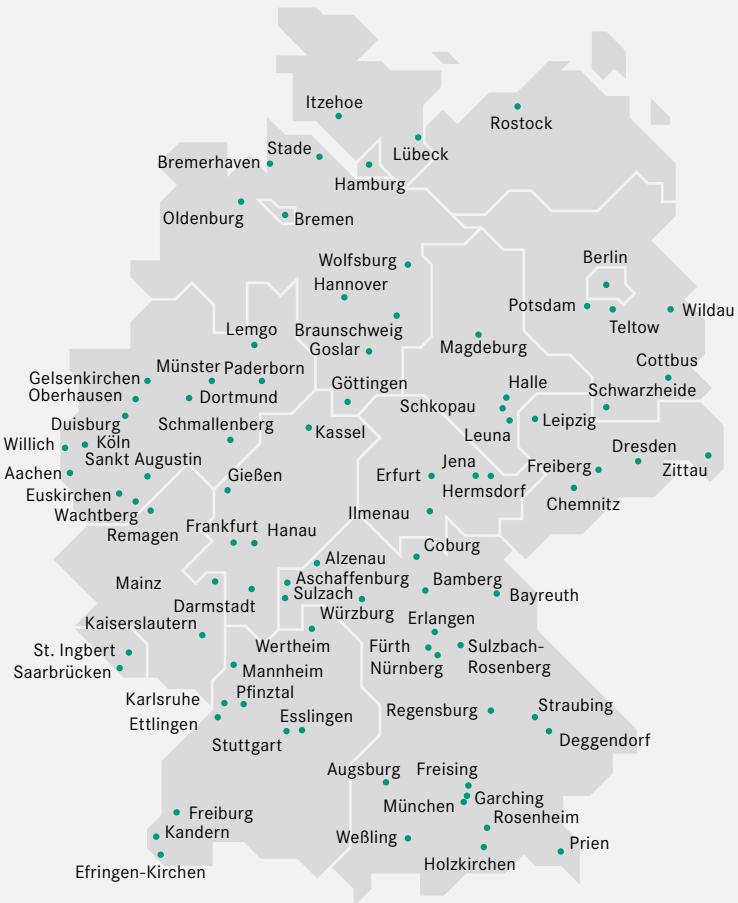 Itzehoe
Rostock
Stade
Lübeck
Bremerhaven
Hamburg
Oldenburg
Bremen
Berlin
Wolfsburg
Hannover
Potsdam
Wildau
Teltow
Lemgo
Braunschweig
Goslar
Magdeburg
Cottbus
Münster
Paderborn
Gelsenkirchen
Göttingen
Halle
Schwarzheide
Oberhausen
Dortmund
Schkopau
Duisburg
Schmallenberg
Leipzig
Kassel
Leuna
Willich
Köln
Dresden
Sankt Augustin
Jena
Freiberg
Zittau
Aachen
Gießen
Erfurt
Hermsdorf
Euskirchen
Chemnitz
Wachtberg
Ilmenau
Remagen
Frankfurt
Hanau
Coburg
Alzenau
Mainz
Aschaffenburg
Bamberg
Sulzach
Bayreuth
Darmstadt
Würzburg
Kaiserslautern
Erlangen
St. Ingbert
Wertheim
Fürth
Sulzbach-
Rosenberg
Saarbrücken
Mannheim
Nürnberg
Pfinztal
Karlsruhe
Straubing
Regensburg
Esslingen
Ettlingen
Stuttgart
Deggendorf
Augsburg
Freising
Garching
München
Freiburg
Rosenheim
Kandern
Weßling
Prien
Holzkirchen
Efringen-Kirchen